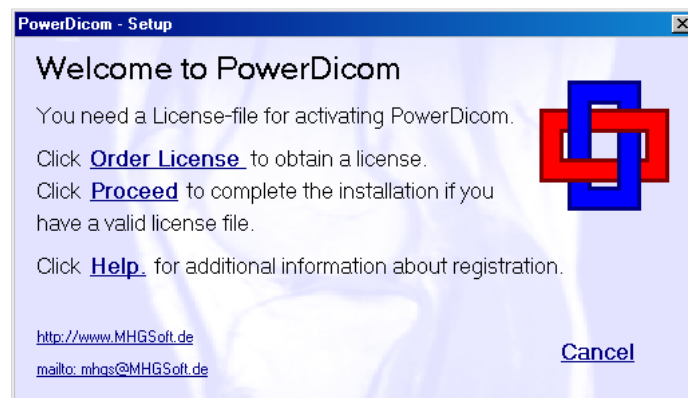 PowerDicom - Setup
Welcome to PowerDicom
You need a License-file for activating PowerDicom.
Click Order License to obtain a license.
Click Proceed to complete the installation if you
have a valid license file.
Click Help. for additional information about registration.
http://www.MHGSoft.de
mailto: mhgs@MHGSoft.de
Cancel